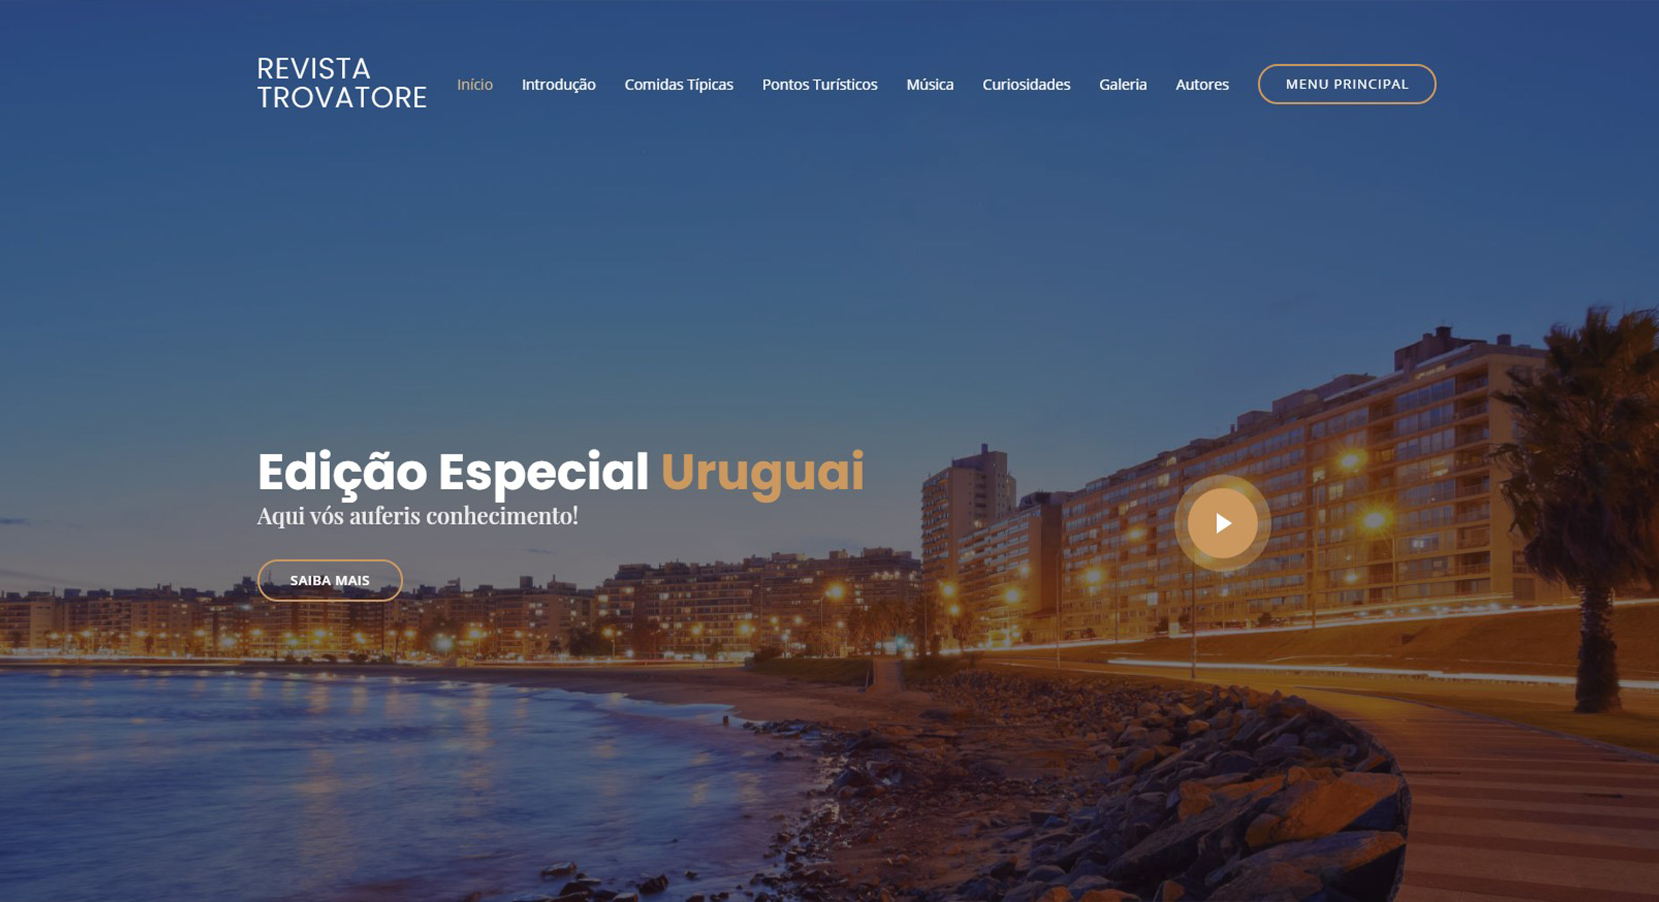 REVISTA
TROVATORE
Início Introdução Comidas Típicas Pontos Turísticos Música Curiosidades Galeria Autores MENU PRINCIPAL
Edição Especial Uruguai
Aqui vós auferis conhecimento!
SAIBA MAIS